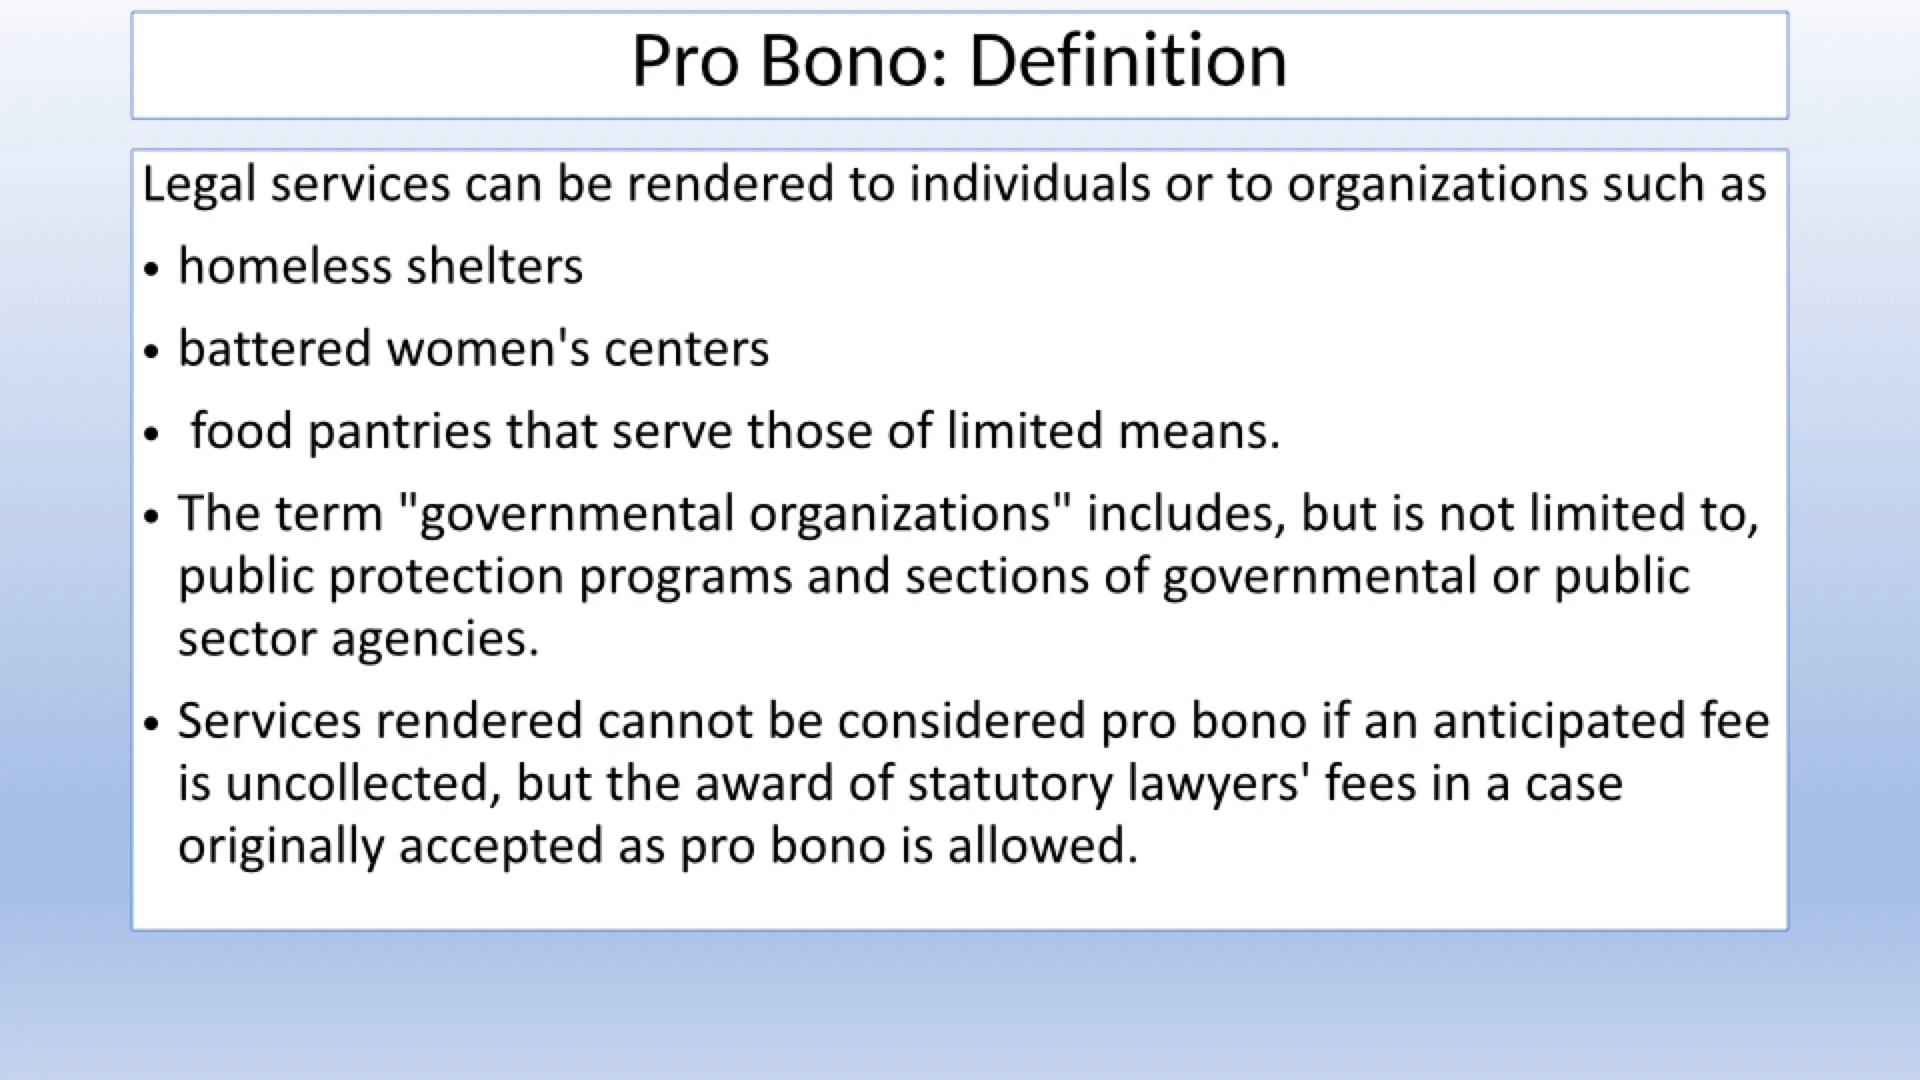 Pro Bono: Definition
Legal services can be rendered to individuals or to organizations such as
• homeless shelters
• battered women's centers
• food pantries that serve those of limited means.
• The term "governmental organizations" includes, but is not limited to,
public protection programs and sections of governmental or public
sector agencies.
• Services rendered cannot be considered pro bono if an anticipated fee
is uncollected, but the award of statutory lawyers' fees in a case
originally accepted as pro bono is allowed.